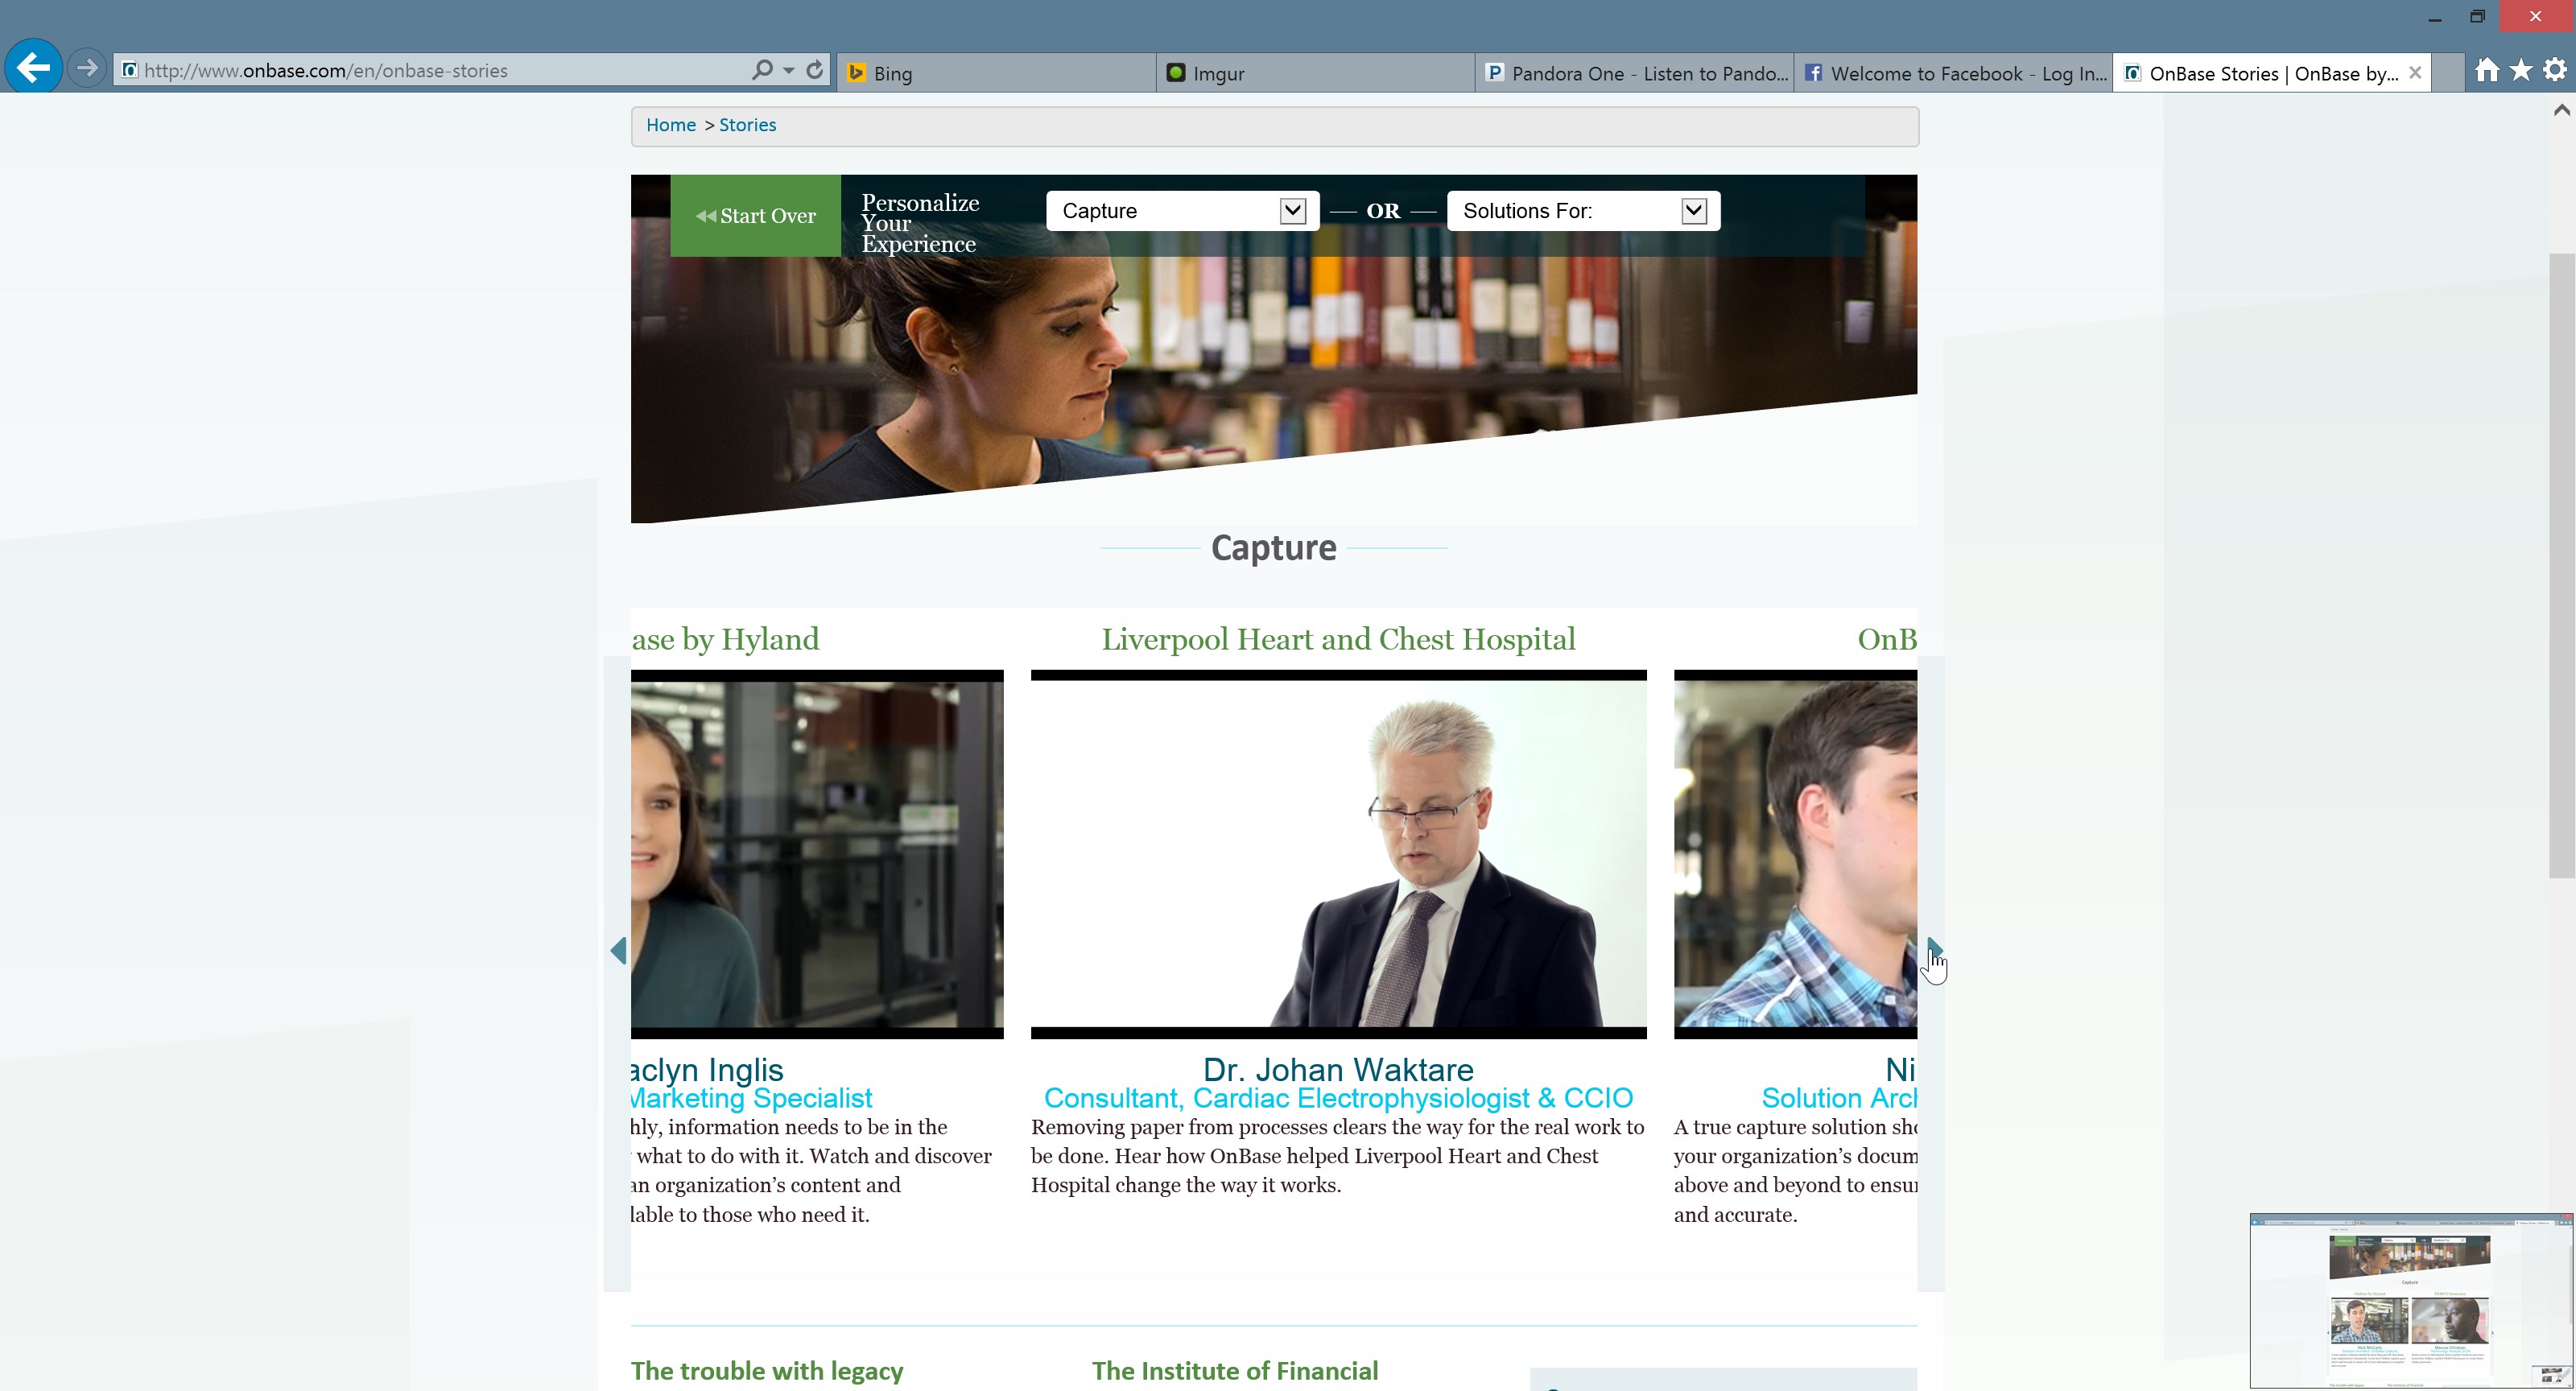 http://www.onbase.com/en/onbase-stories
Bing
Imgur
Pandora One - Listen to Pando...
Welcome to Facebook - Log In...
OnBase Stories | OnBase by...
Home > Stories
Start Over
Personalize
Your
Experience
Capture
OR
Solutions For:
Capture
ase by Hyland
Liverpool Heart and Chest Hospital
OnB
aclyn Inglis
Marketing Specialist
hly, information needs to be in the
what to do with it. Watch and discover
an organization's content and
lable to those who need it.
Dr. Johan Waktare
Consultant, Cardiac Electrophysiologist & CCIO
Removing paper from processes clears the way for the real work to
be done. Hear how OnBase helped Liverpool Heart and Chest
Hospital change the way it works.
Ni
Solution Arch
A true capture solution sho
your organization's docum
above and beyond to ensur
and accurate.
The trouble with legacy
The Institute of Financial